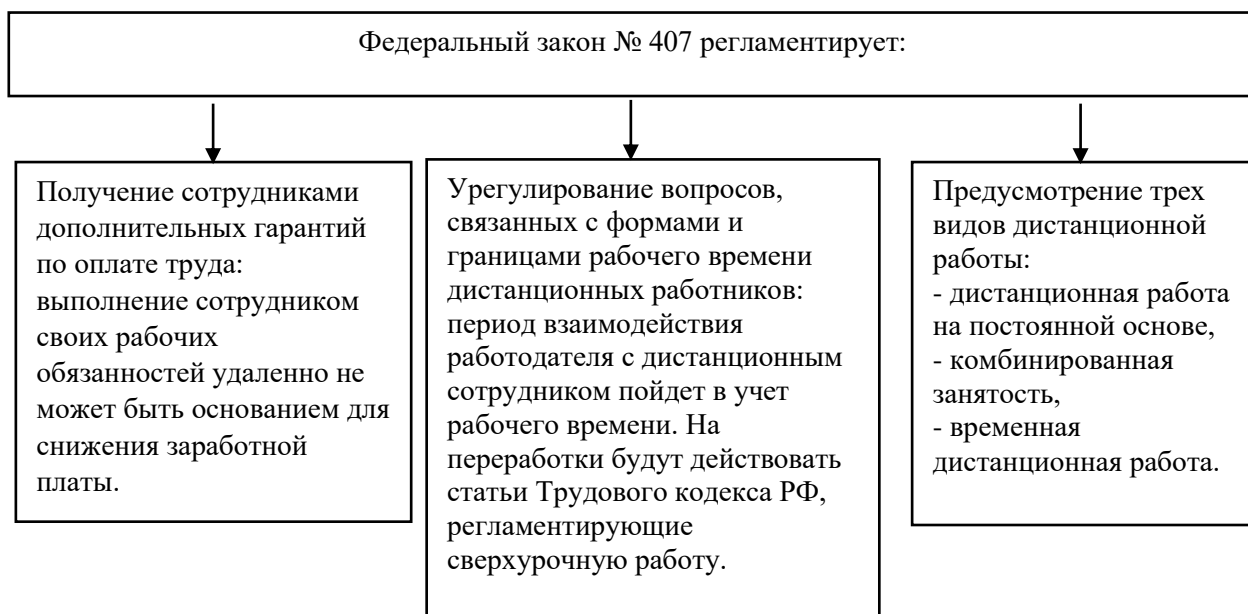 Федеральный закон № 407 регламентирует:
Получение сотрудниками
дополнительных гарантий
по оплате труда:
выполнение сотрудником
своих рабочих
обязанностей удаленно не
может быть основанием для
снижения заработной
платы.
Урегулирование вопросов,
связанных с формами и
границами рабочего времени
дистанционных работников:
период взаимодействия
работодателя с дистанционным
сотрудником пойдет в учет
рабочего времени. На
переработки будут действовать
статьи Трудового кодекса РФ,
регламентирующие
сверхурочную работу.
Предусмотрение трех
видов дистанционной
работы:
- дистанционная работа
на постоянной основе,
- комбинированная
занятость,
- временная
дистанционная работа.